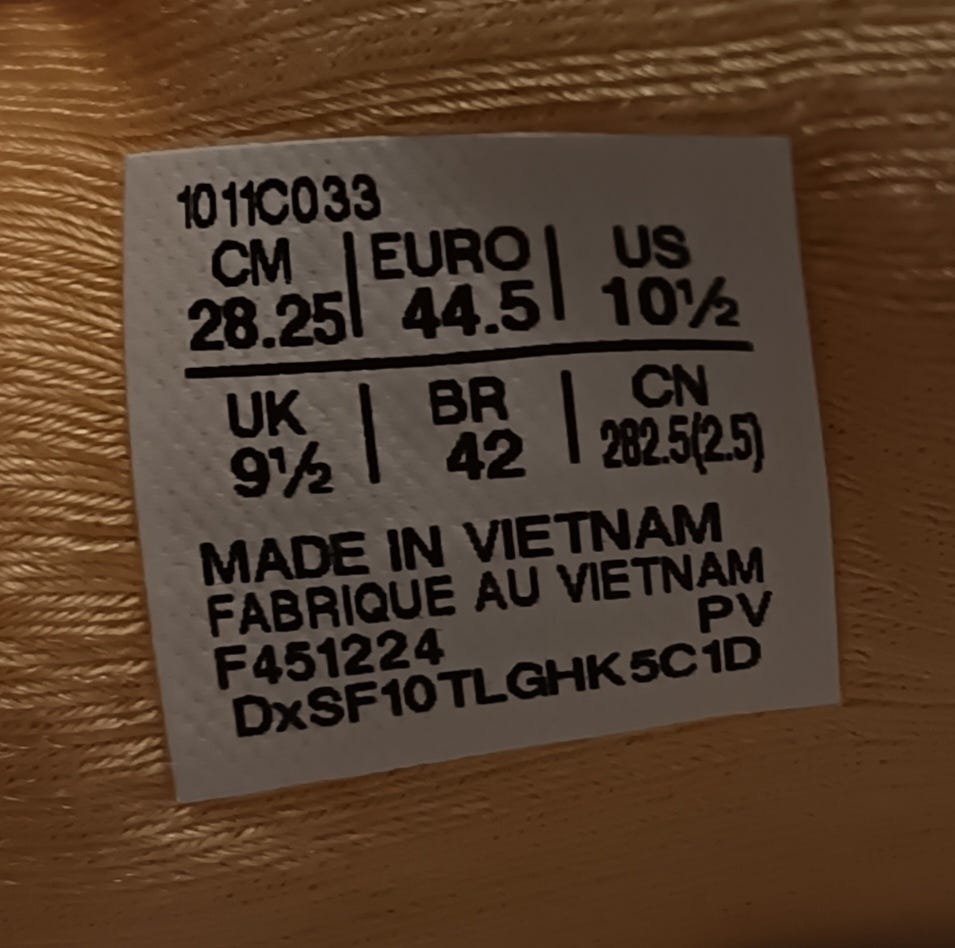 1011C033
CM | EURO | US
28.25 | 44.5 | 10½
UK | BR | CN
9½ | 42 | 282.5(2.5)
MADE IN VIETNAM
FABRIQUE AU VIETNAM
PV
F451224
DxSF10TLGHK5C1D